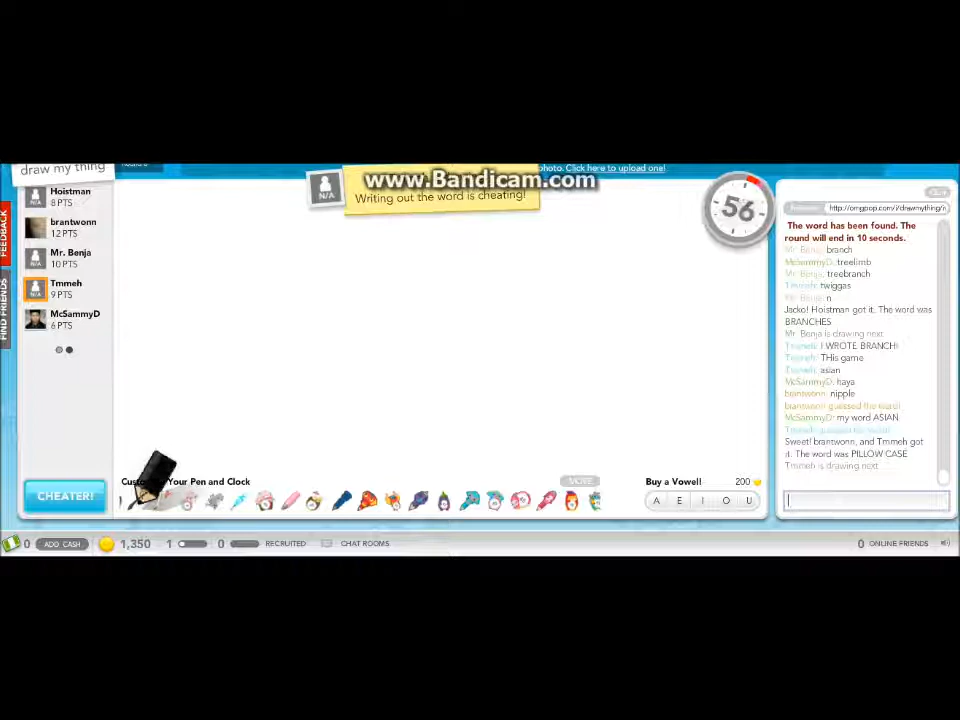 draw my thing
photo. Click here to upload one!
www.Bandicam.com
N/A
Writing out the word is cheating!
56
FEEDBACK
FIND FRIENDS
N/A
Hoistman
8 PTS
brantwonn
12 PTS
N/A
Mr. Benja
10 PTS
N/A
Tmmeh
9 PTS
McSammyD
6 PTS
CHEATER!
Your Pen and Clock
MORE
Buy a Vowel!
200
A E I O U
http://omgpop.com/i/drawmything/r
The word has been found. The
round will end in 10 seconds.
Mr. Benja: branch
McSammyD: treelimb
Mr. Benja: treebranch
Tmmeh: twiggas
Mr. Benja: n
Jacko! Hoistman got it. The word was
BRANCHES
Mr. Benja is drawing next
Tmmeh: I WROTE BRANCH!
Tmmeh: THis game
Tmmeh: asian
McSammyD: haya
brantwonn: nipple
brantwonn guessed the word!
McSammyD: my word ASIAN
Tmmeh guessed the word!
Sweet! brantwonn, and Tmmeh got
it. The word was PILLOW CASE
Tmmeh is drawing next
0 ADD CASH 1,350 1 0 RECRUITED CHAT ROOMS
0 ONLINE FRIENDS